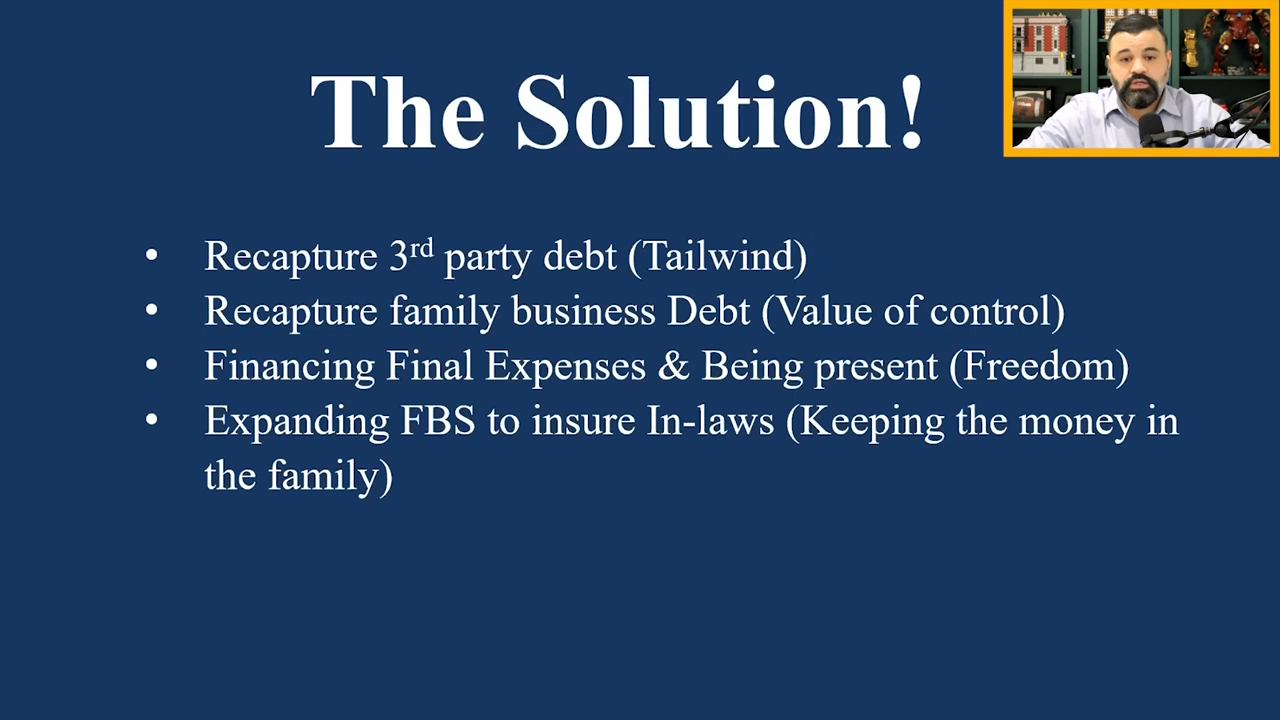 The Solution!
• Recapture 3rd party debt (Tailwind)
• Recapture family business Debt (Value of control)
• Financing Final Expenses & Being present (Freedom)
• Expanding FBS to insure In-laws (Keeping the money in
the family)